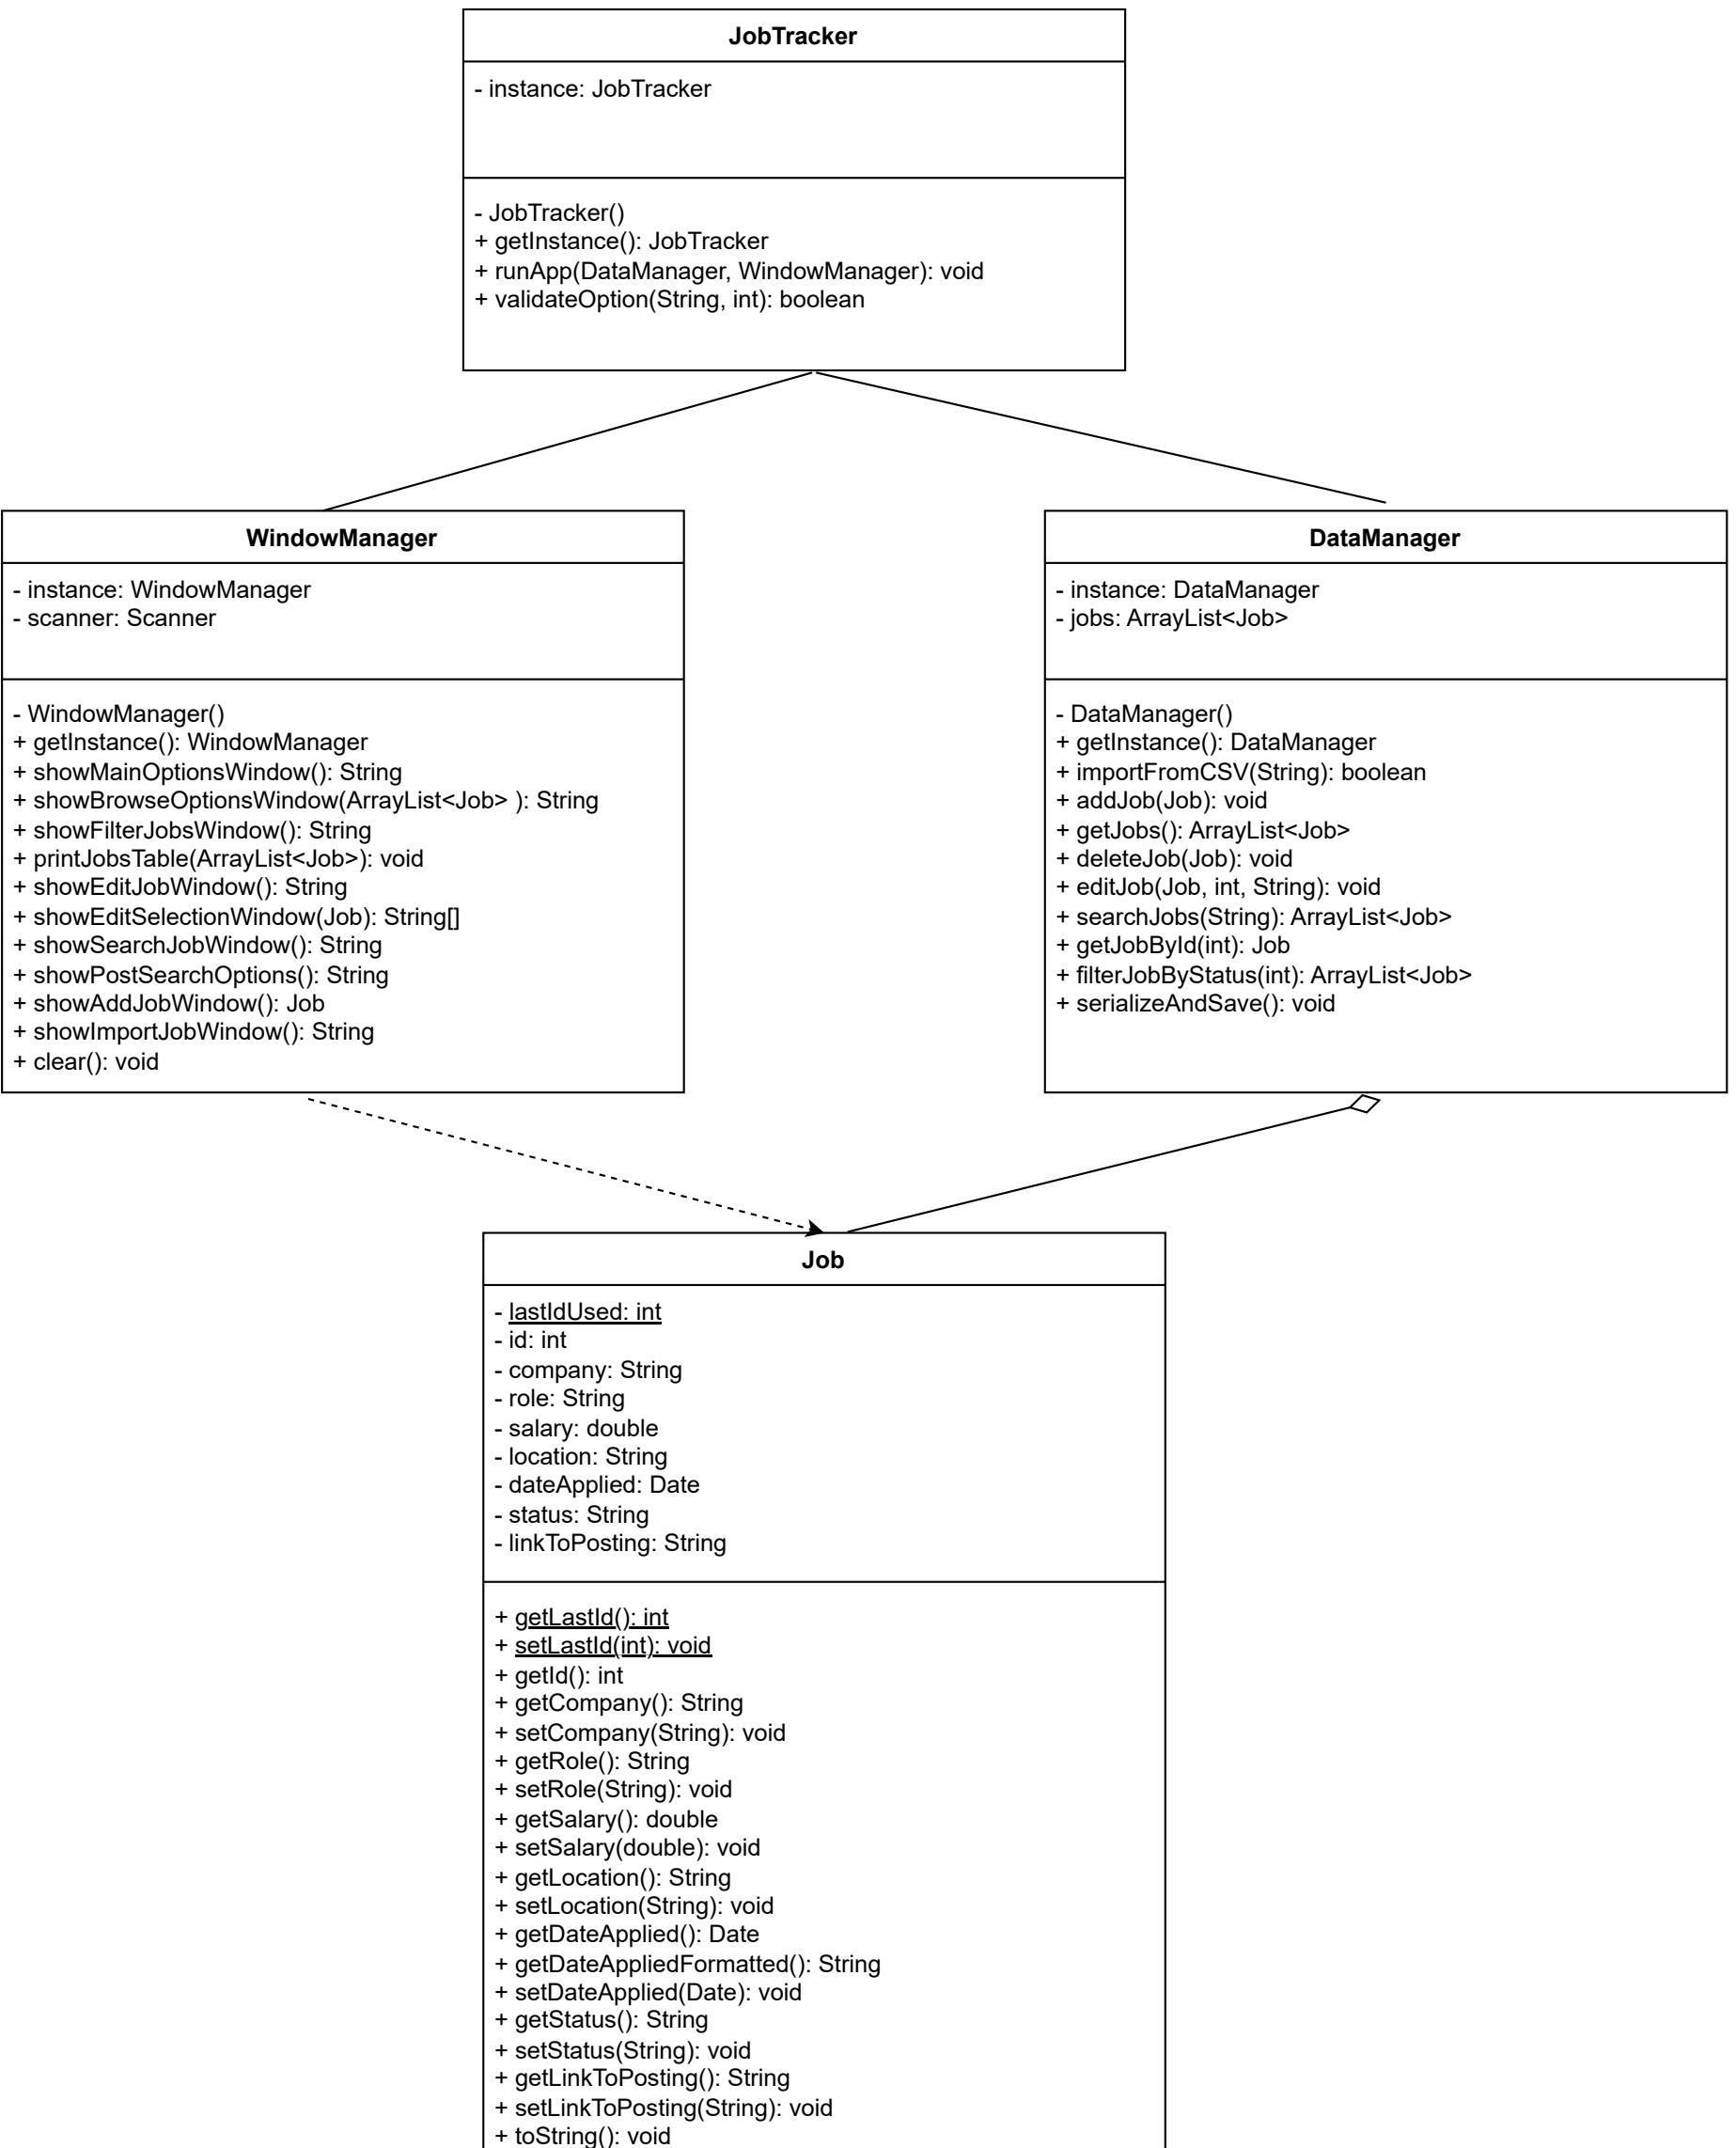 JobTracker
- instance: JobTracker
- JobTracker()
+ getInstance(): JobTracker
+ runApp(DataManager, WindowManager): void
+ validateOption(String, int): boolean
WindowManager
- instance: WindowManager
- scanner: Scanner
- WindowManager()
+ getInstance(): WindowManager
+ showMainOptionsWindow(): String
+ showBrowseOptionsWindow(ArrayList<Job> ): String
+ showFilterJobsWindow(): String
+ printJobsTable(ArrayList<Job>): void
+ showEditJobWindow(): String
+ showEditSelectionWindow(Job): String[]
+ showSearchJobWindow(): String
+ showPostSearchOptions(): String
+ showAddJobWindow(): Job
+ showImportJobWindow(): String
+ clear(): void
DataManager
- instance: DataManager
- jobs: ArrayList<Job>
- DataManager()
+ getInstance(): DataManager
+ importFromCSV(String): boolean
+ addJob(Job): void
+ getJobs(): ArrayList<Job>
+ deleteJob(Job): void
+ editJob(Job, int, String): void
+ searchJobs(String): ArrayList<Job>
+ getJobById(int): Job
+ filterJobByStatus(int): ArrayList<Job>
+ serializeAndSave(): void
Job
- lastIdUsed: int
- id: int
- company: String
- role: String
- salary: double
- location: String
- dateApplied: Date
- status: String
- linkToPosting: String
+ getLastId(): int
+ setLastId(int): void
+ getId(): int
+ getCompany(): String
+ setCompany(String): void
+ getRole(): String
+ setRole(String): void
+ getSalary(): double
+ setSalary(double): void
+ getLocation(): String
+ setLocation(String): void
+ getDateApplied(): Date
+ getDateAppliedFormatted(): String
+ setDateApplied(Date): void
+ getStatus(): String
+ setStatus(String): void
+ getLinkToPosting(): String
+ setLinkToPosting(String): void
+ toString(): void